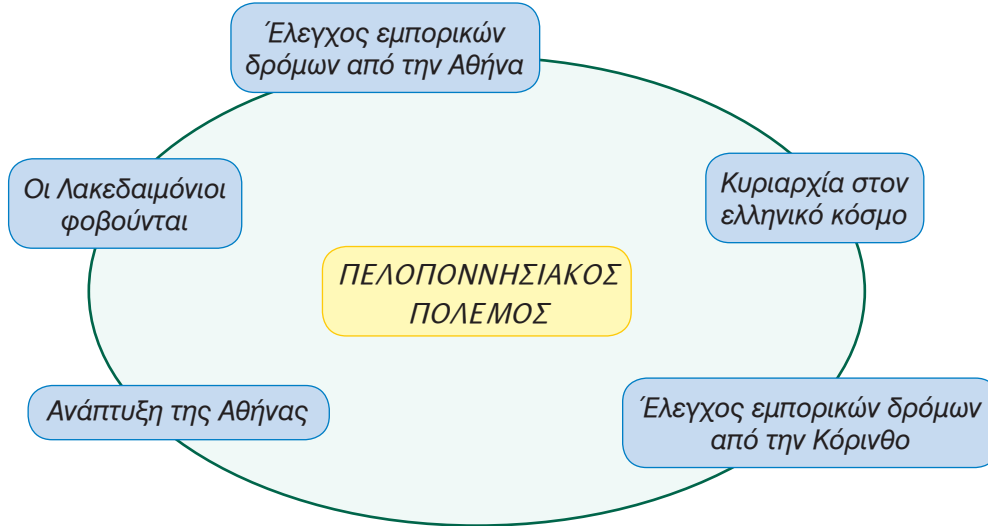 Έλεγχος εμπορικών
δρόμων από την Αθήνα
Οι Λακεδαιμόνιοι
φοβούνται
Κυριαρχία στον
ελληνικό κόσμο
ΠΕΛΟΠΟΝΝΗΣΙΑΚΟΣ
ΠΟΛΕΜΟΣ
Ανάπτυξη της Αθήνας
Έλεγχος εμπορικών δρόμων
από την Κόρινθο